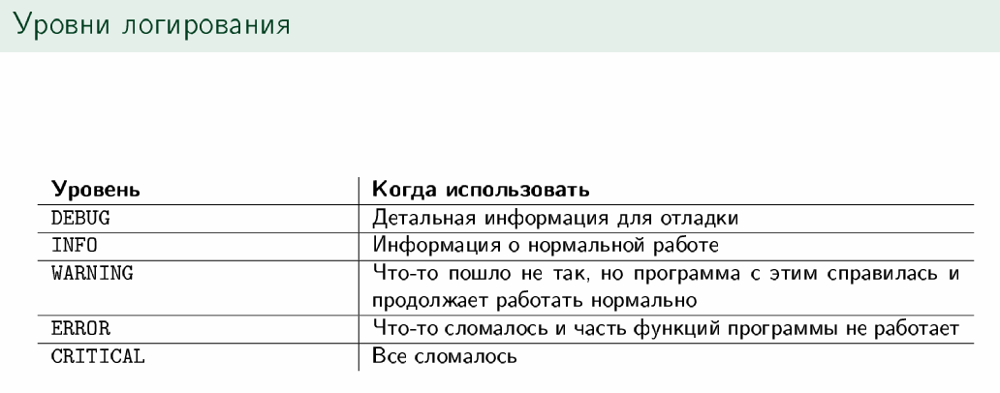 Уровни логирования
Уровень Когда использовать
DEBUG Детальная информация для отладки
INFO Информация о нормальной работе
WARNING Что-то пошло не так, но программа с этим справилась и
продолжает работать нормально
ERROR Что-то сломалось и часть функций программы не работает
CRITICAL Все сломалось